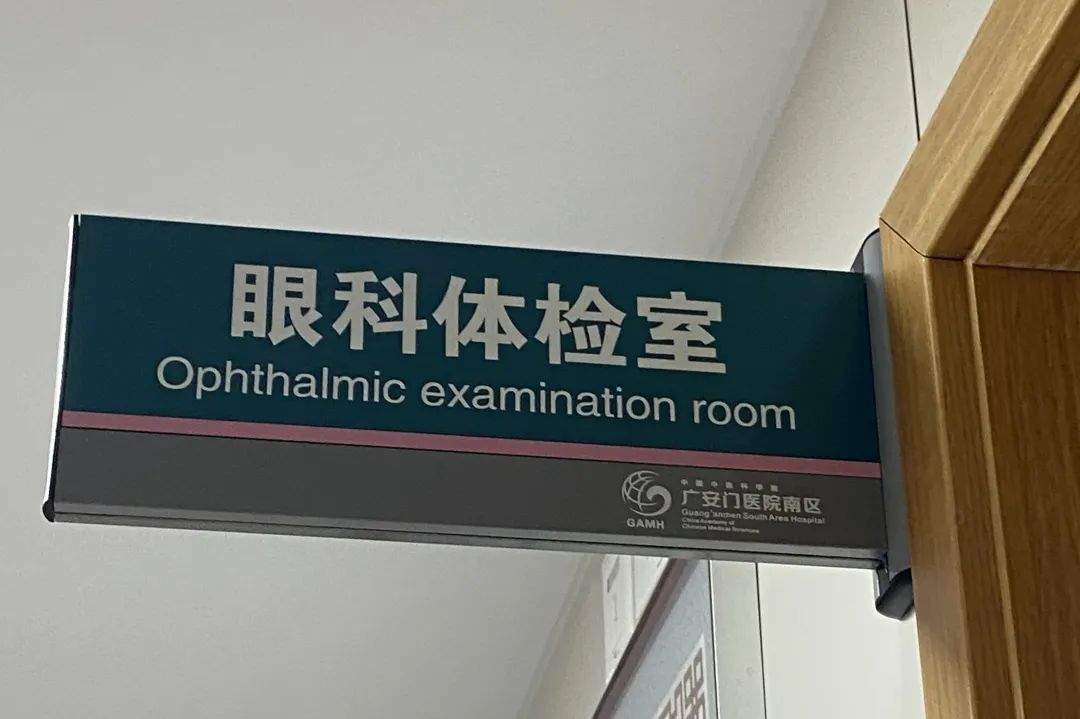 眼科体检室
Ophthalmic examination room
中国中医科学院
广安门医院南区
Guang'anmen South Area Hospital
China Academy of
Chinese Medical Sciences
GAMH